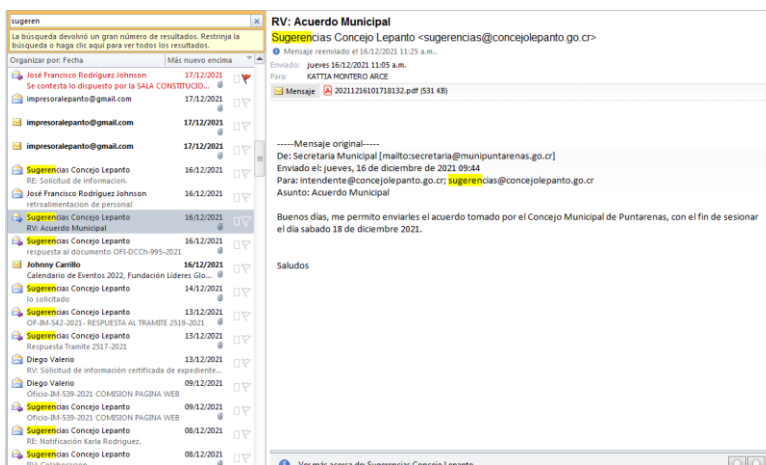 sugeren
La búsqueda devolvió un gran número de resultados. Restrinja la
búsqueda o haga clic aquí para ver todos los resultados.
Organizar por: Fecha Más nuevo encima
José Francisco Rodríguez Johnson 17/12/2021
Se contesta lo dispuesto por la SALA CONSTITUCIO...
impresoralepanto@gmail.com 17/12/2021
impresoralepanto@gmail.com 17/12/2021
impresoralepanto@gmail.com 17/12/2021
Sugerencias Concejo Lepanto 16/12/2021
RE: Solicitud de informacion.
José Francisco Rodríguez Johnson 16/12/2021
retroalimentacion de personal
Sugerencias Concejo Lepanto 16/12/2021
RV: Acuerdo Municipal
Sugerencias Concejo Lepanto 16/12/2021
respuesta al documento OFI-DCCh-995-2021
Johnny Carrillo 16/12/2021
Calendario de Eventos 2022, Fundación Líderes Glo...
Sugerencias Concejo Lepanto 14/12/2021
lo solicitado
Sugerencias Concejo Lepanto 13/12/2021
OF-IM-542-2021- RESPUESTA AL TRAMITE 2519-2021
Sugerencias Concejo Lepanto 13/12/2021
Respuesta Tramite 2517-2021
Diego Valerio 13/12/2021
RV: Solicitud de información certificada de expediente...
Diego Valerio 09/12/2021
Oficio-IM-539-2021 COMISION PAGINA WEB
Sugerencias Concejo Lepanto 09/12/2021
Oficio-IM-539-2021 COMISION PAGINA WEB
Sugerencias Concejo Lepanto 08/12/2021
RE: Notificación Karla Rodriguez.
Sugerencias Concejo Lepanto 08/12/2021
RV: Colaboracion
RV: Acuerdo Municipal
Sugerencias Concejo Lepanto <sugerencias@concejolepanto.go.cr>
Mensaje reenviado el 16/12/2021 11:25 a.m..
Enviado: jueves 16/12/2021 11:05 a.m.
Para: KATTIA MONTERO ARCE
Mensaje 20211216101718132.pdf (531 KB)
-----Mensaje original-----
De: Secretaria Municipal [mailto:secretaria@munipuntarenas.go.cr]
Enviado el: jueves, 16 de diciembre de 2021 09:44
Para: intendente@concejolepanto.go.cr; sugerencias@concejolepanto.go.cr
Asunto: Acuerdo Municipal
Buenos días, me permito enviarles el acuerdo tomado por el Concejo Municipal de Puntarenas, con el fin de sesionar
el día sabado 18 de diciembre 2021.
Saludos
Ver más acerca de: Sugerencias Concejo Lepanto